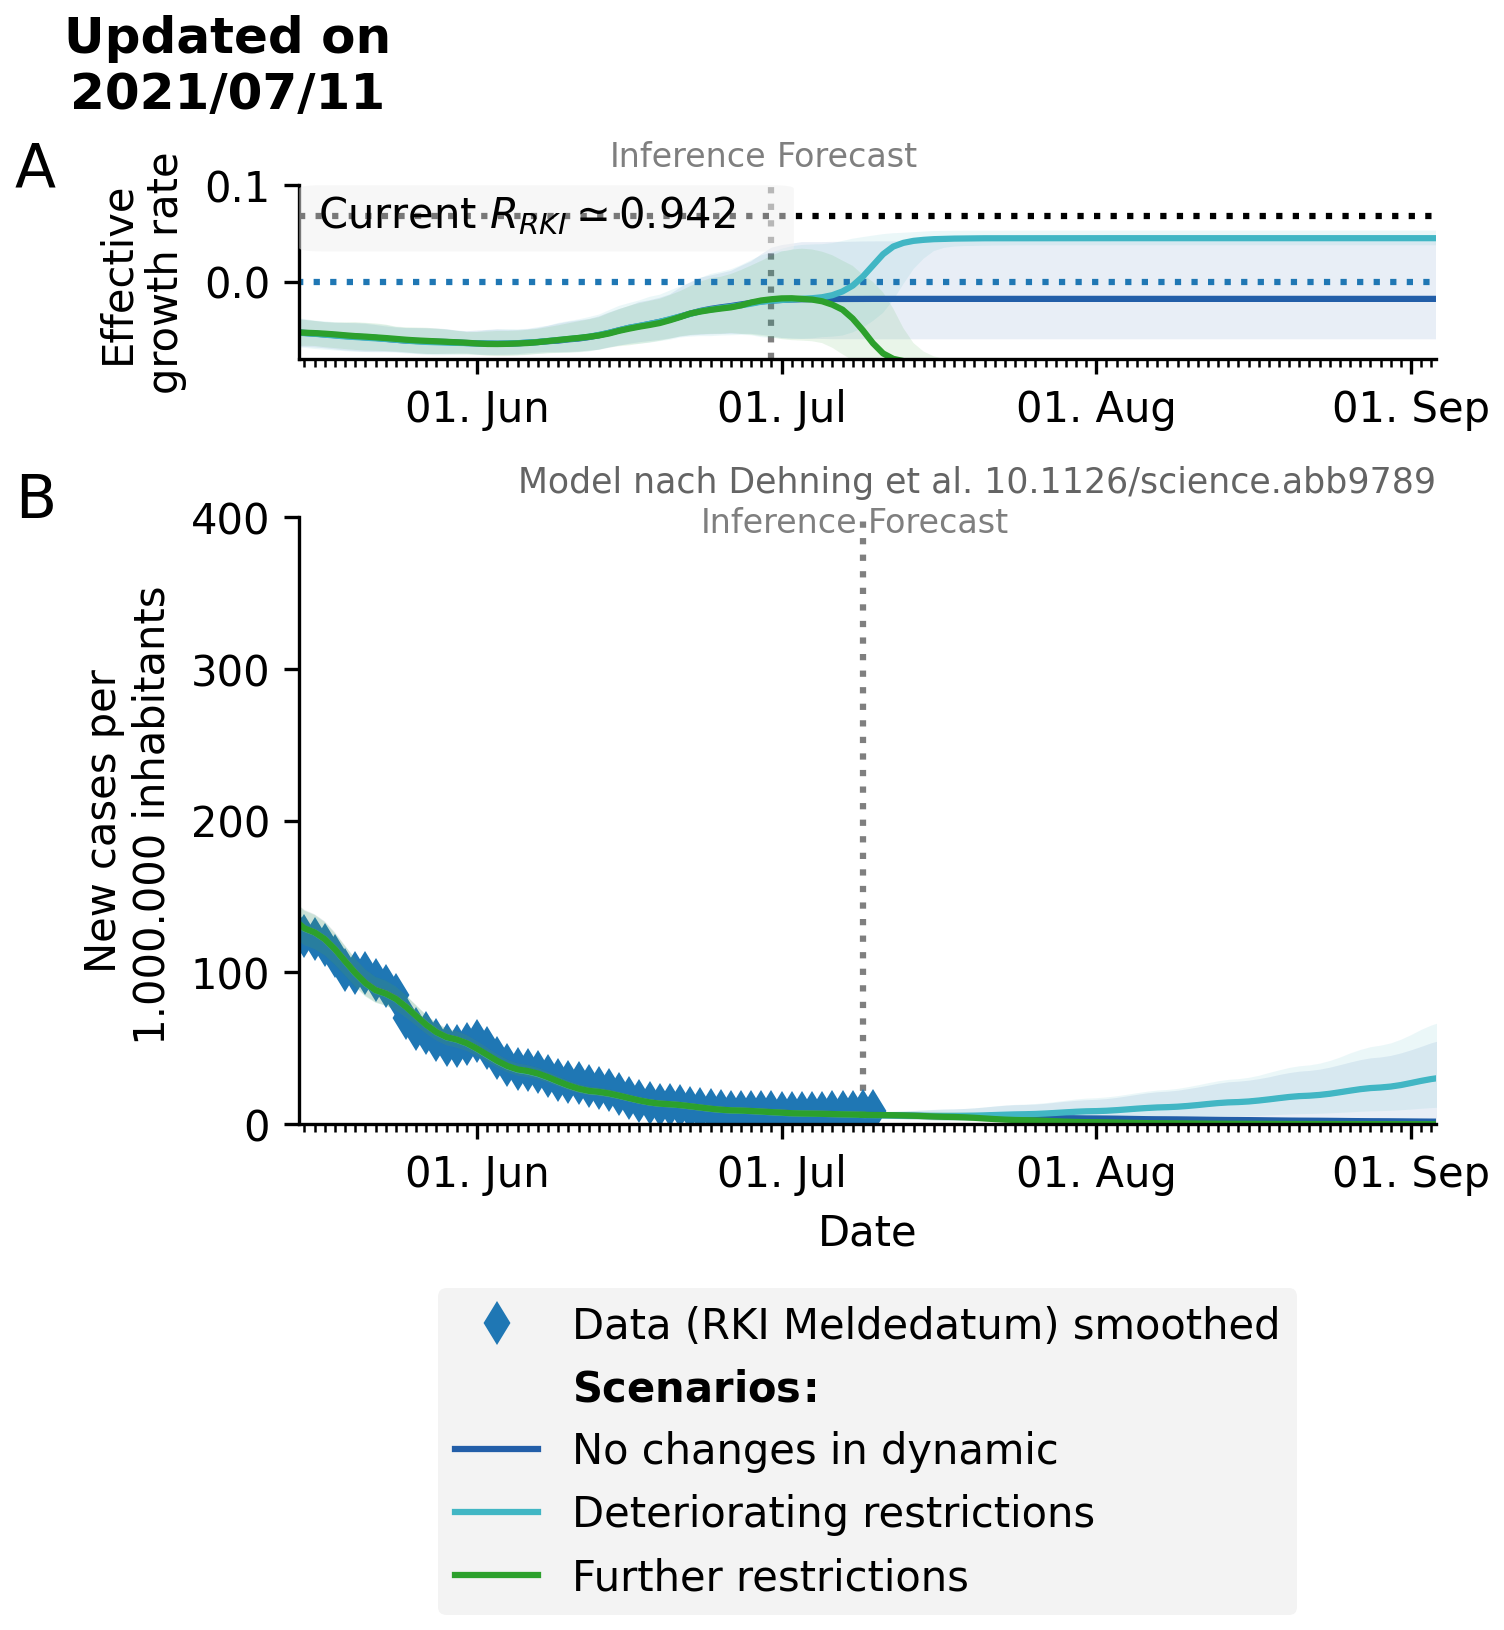 Updated on
2021/07/11
A
Effective
growth rate
Inference Forecast
0.1
0.0
Current R_RKI ≃ 0.942
01. Jun
01. Jul
01. Aug
01. Sep
B
Model nach Dehning et al. 10.1126/science.abb9789
Inference Forecast
New cases per
1.000.000 inhabitants
400
300
200
100
0
01. Jun
01. Jul
01. Aug
01. Sep
Date
Data (RKI Meldedatum) smoothed
Scenarios:
No changes in dynamic
Deteriorating restrictions
Further restrictions